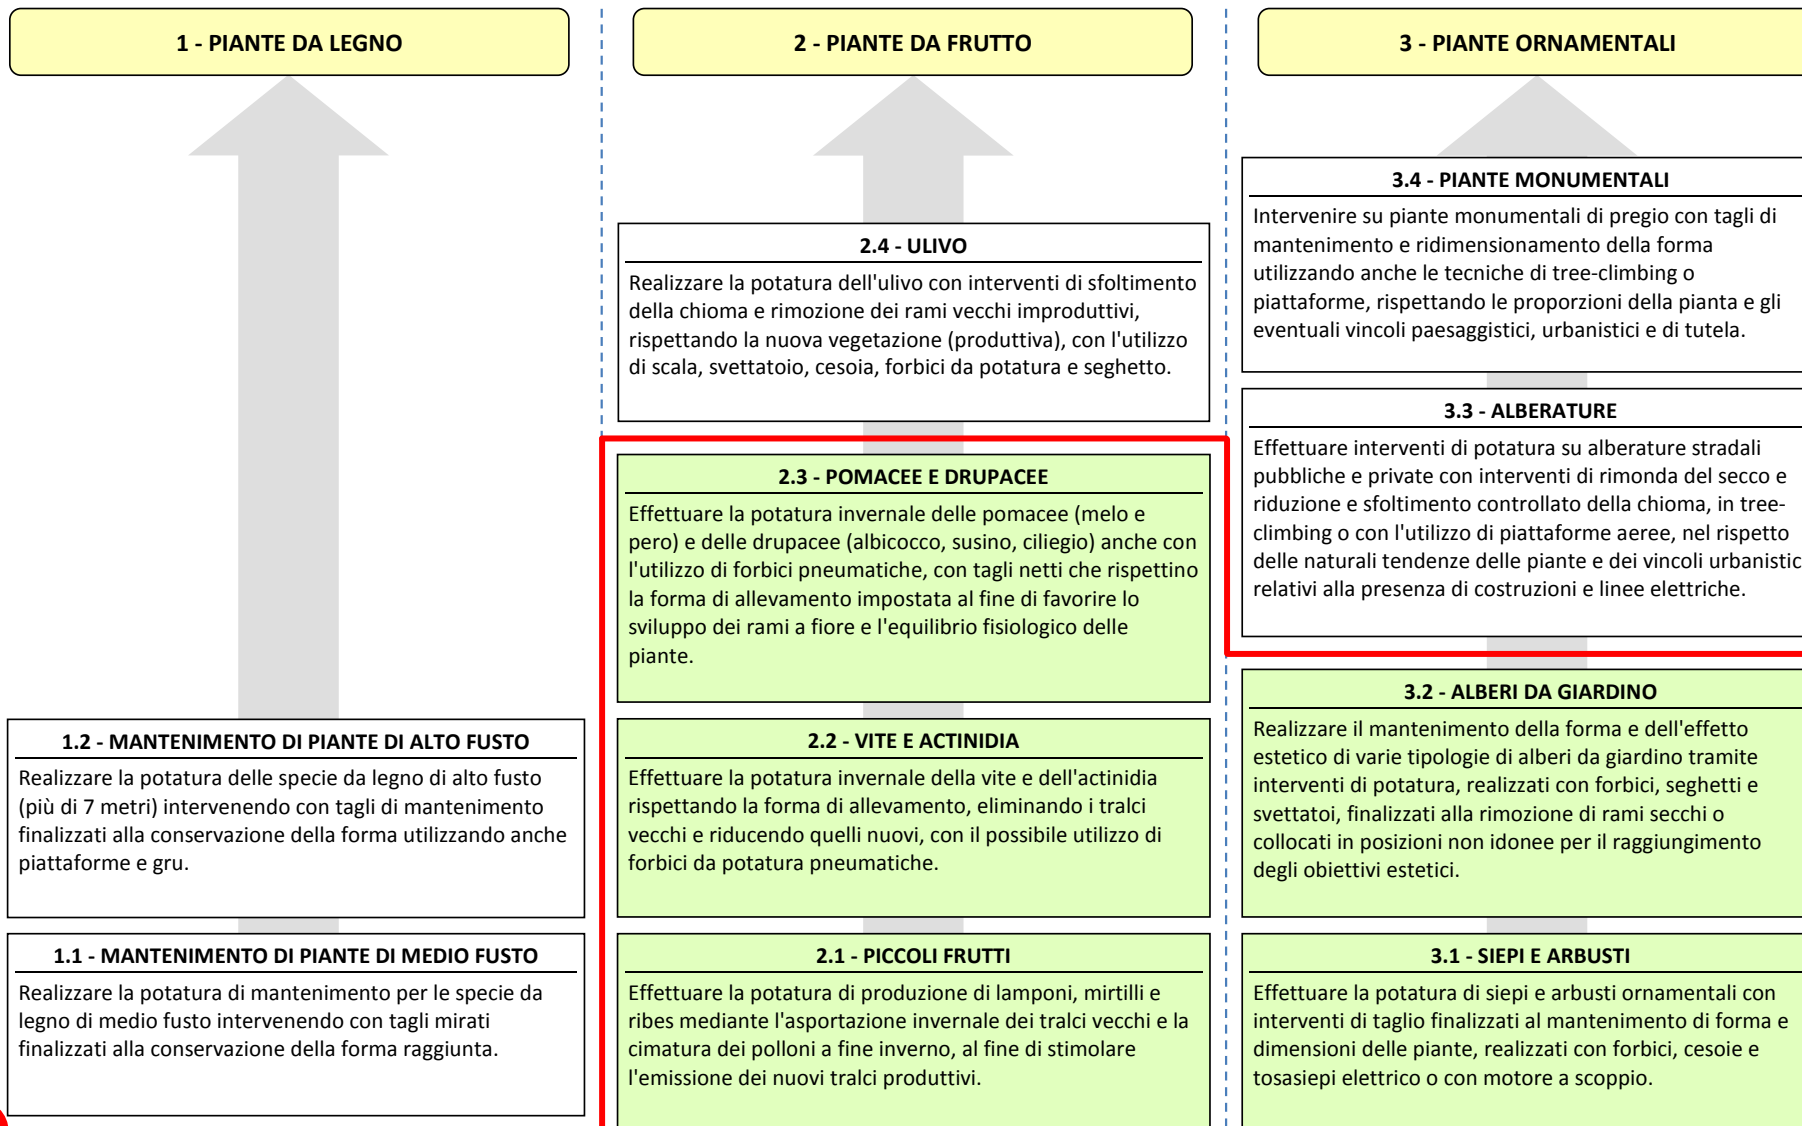 1 - PIANTE DA LEGNO
1.2 - MANTENIMENTO DI PIANTE DI ALTO FUSTO
Realizzare la potatura delle specie da legno di alto fusto
(più di 7 metri) intervenendo con tagli di mantenimento
finalizzati alla conservazione della forma utilizzando anche
piattaforme e gru.
1.1 - MANTENIMENTO DI PIANTE DI MEDIO FUSTO
Realizzare la potatura di mantenimento per le specie da
legno di medio fusto intervenendo con tagli mirati
finalizzati alla conservazione della forma raggiunta.
2 - PIANTE DA FRUTTO
2.4 - ULIVO
Realizzare la potatura dell'ulivo con interventi di sfoltimento
della chioma e rimozione dei rami vecchi improduttivi,
rispettando la nuova vegetazione (produttiva), con l'utilizzo
di scala, svettatoio, cesoia, forbici da potatura e seghetto.
2.3 - POMACEE E DRUPACEE
Effettuare la potatura invernale delle pomacee (melo e
pero) e delle drupacee (albicocco, susino, ciliegio) anche con
l'utilizzo di forbici pneumatiche, con tagli netti che rispettino
la forma di allevamento impostata al fine di favorire lo
sviluppo dei rami a fiore e l'equilibrio fisiologico delle
piante.
2.2 - VITE E ACTINIDIA
Effettuare la potatura invernale della vite e dell'actinidia
rispettando la forma di allevamento, eliminando i tralci
vecchi e riducendo quelli nuovi, con il possibile utilizzo di
forbici da potatura pneumatiche.
2.1 - PICCOLI FRUTTI
Effettuare la potatura di produzione di lamponi, mirtilli e
ribes mediante l'asportazione invernale dei tralci vecchi e la
cimatura dei polloni a fine inverno, al fine di stimolare
l'emissione dei nuovi tralci produttivi.
3 - PIANTE ORNAMENTALI
3.4 - PIANTE MONUMENTALI
Intervenire su piante monumentali di pregio con tagli di
mantenimento e ridimensionamento della forma
utilizzando anche le tecniche di tree-climbing o
piattaforme, rispettando le proporzioni della pianta e gli
eventuali vincoli paesaggistici, urbanistici e di tutela.
3.3 - ALBERATURE
Effettuare interventi di potatura su alberature stradali
pubbliche e private con interventi di rimonda del secco e
riduzione e sfoltimento controllato della chioma, in tree-
climbing o con l'utilizzo di piattaforme aeree, nel rispetto
delle naturali tendenze delle piante e dei vincoli urbanistic
relativi alla presenza di costruzioni e linee elettriche.
3.2 - ALBERI DA GIARDINO
Realizzare il mantenimento della forma e dell'effetto
estetico di varie tipologie di alberi da giardino tramite
interventi di potatura, realizzati con forbici, seghetti e
svettatoi, finalizzati alla rimozione di rami secchi o
collocati in posizioni non idonee per il raggiungimento
degli obiettivi estetici.
3.1 - SIEPI E ARBUSTI
Effettuare la potatura di siepi e arbusti ornamentali con
interventi di taglio finalizzati al mantenimento di forma e
dimensioni delle piante, realizzati con forbici, cesoie e
tosasiepi elettrico o con motore a scoppio.